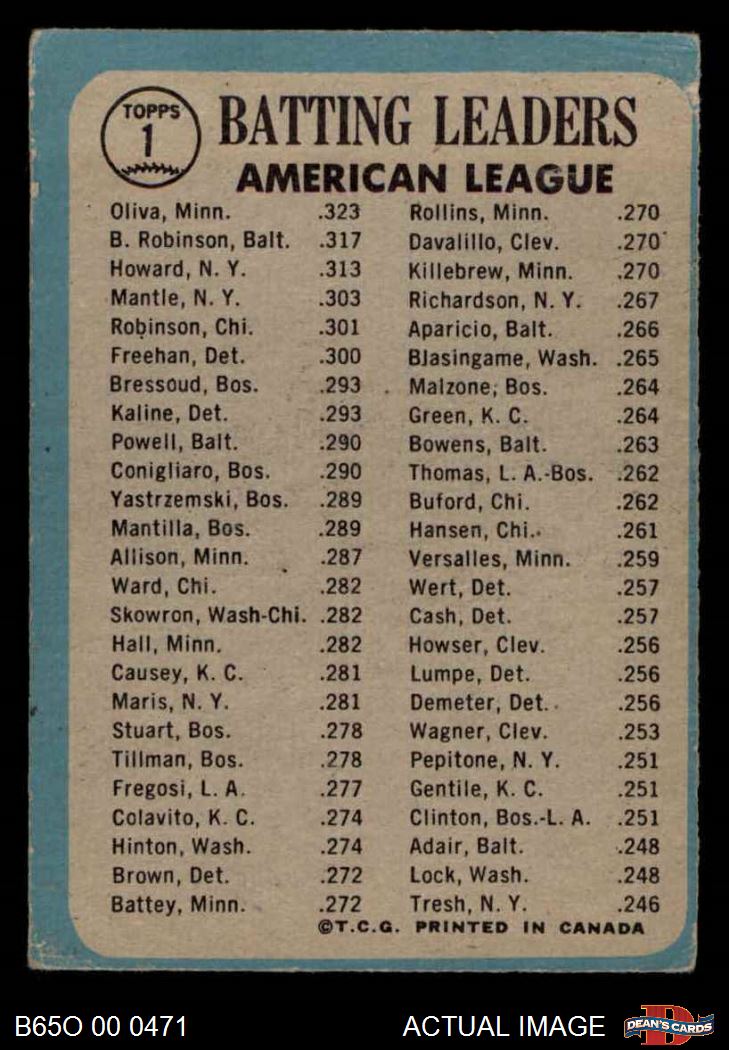 TOPPS
1
BATTING LEADERS
AMERICAN LEAGUE
Oliva, Minn. .323
B. Robinson, Balt. .317
Howard, N. Y. .313
Mantle, N. Y. .303
Robinson, Chi. .301
Freehan, Det. .300
Bressoud, Bos. .293
Kaline, Det. .293
Powell, Balt. .290
Conigliaro, Bos. .290
Yastrzemski, Bos. .289
Mantilla, Bos. .289
Allison, Minn. .287
Ward, Chi. .282
Skowron, Wash-Chi. .282
Hall, Minn. .282
Causey, K. C. .281
Maris, N. Y. .281
Stuart, Bos. .278
Tillman, Bos. .278
Fregosi, L. A. .277
Colavito, K. C. .274
Hinton, Wash. .274
Brown, Det. .272
Battey, Minn. .272
Rollins, Minn. .270
Davalillo, Clev. .270
Killebrew, Minn. .270
Richardson, N. Y. .267
Aparicio, Balt. .266
Blasingame, Wash. .265
Malzone, Bos. .264
Green, K. C. .264
Bowens, Balt. .263
Thomas, L. A.-Bos. .262
Buford, Chi. .262
Hansen, Chi. .261
Versalles, Minn. .259
Wert, Det. .257
Cash, Det. .257
Howser, Clev. .256
Lumpe, Det. .256
Demeter, Det. .256
Wagner, Clev. .253
Pepitone, N. Y. .251
Gentile, K. C. .251
Clinton, Bos.-L. A. .251
Adair, Balt. .248
Lock, Wash. .248
Tresh, N. Y. .246
©T.C.G. PRINTED IN CANADA
B65O 00 0471 ACTUAL IMAGE
DEAN'S CARDS